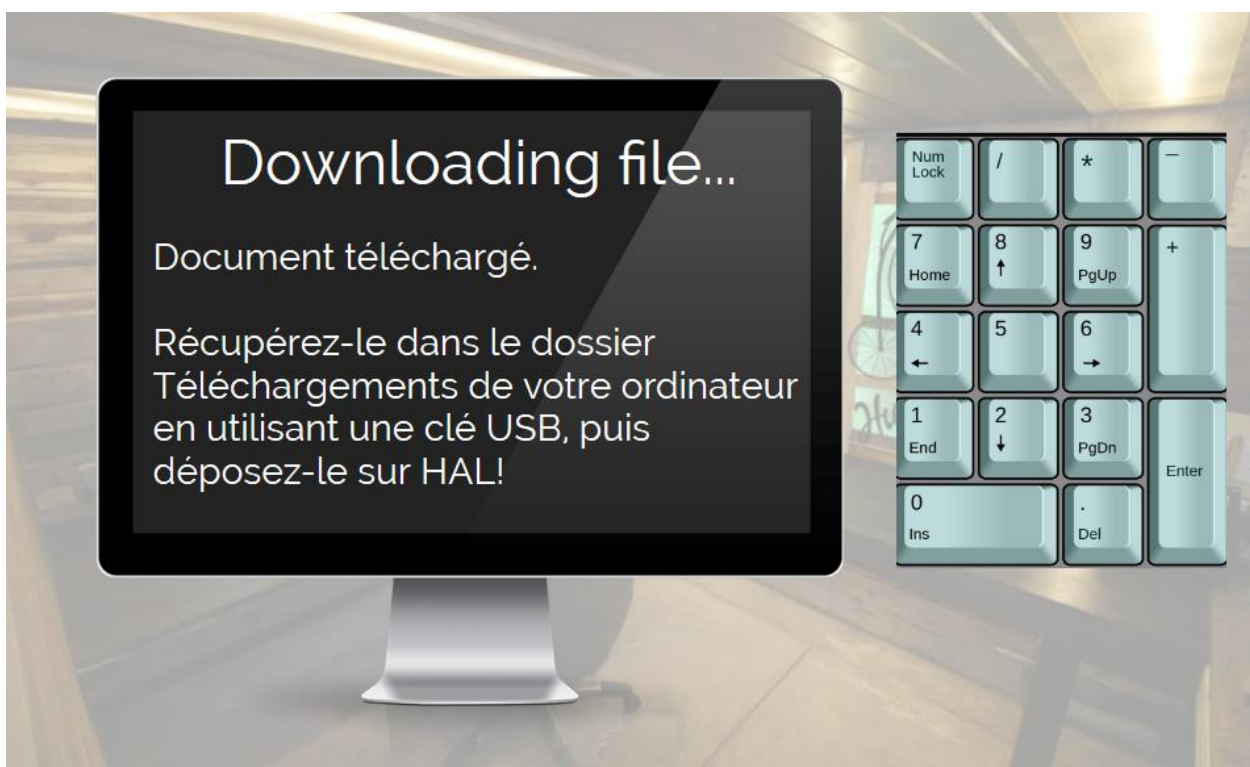 Downloading file...
Document téléchargé.
Récupérez-le dans le dossier
Téléchargements de votre ordinateur
en utilisant une clé USB, puis
déposez-le sur HAL!
Num
Lock
/
*
–
7
Home
8
↑
9
PgUp
+
4
←
5
6
→
1
End
2
↓
3
PgDn
Enter
0
Ins
.
Del